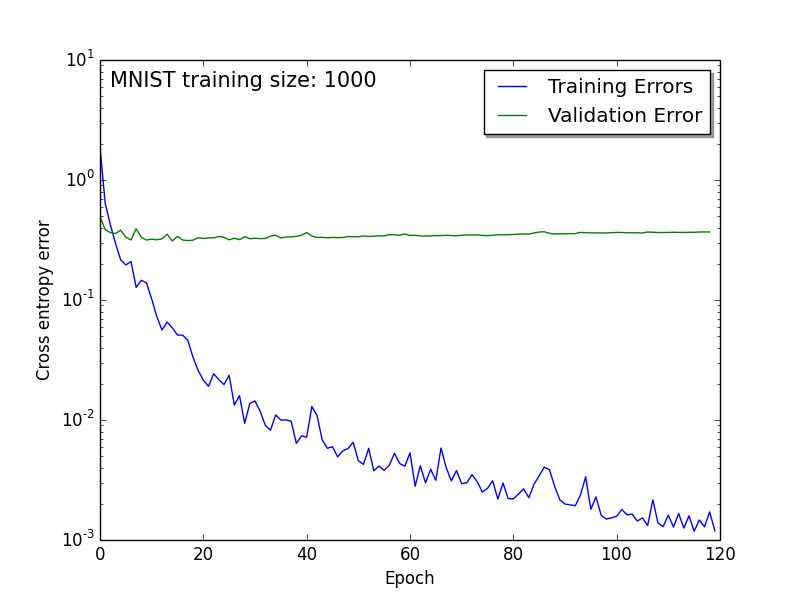 MNIST training size: 1000
Training Errors
Validation Error
Cross entropy error
10^1
10^0
10^-1
10^-2
10^-3
0 20 40 60 80 100 120
Epoch